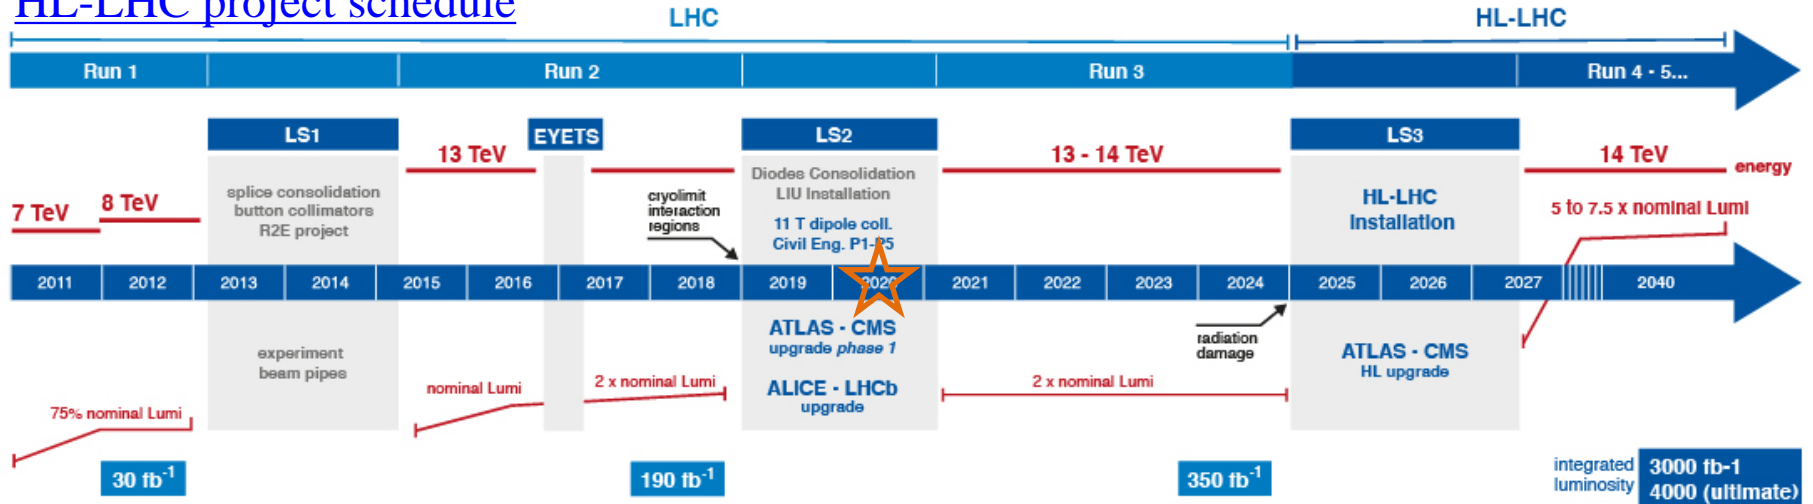 HL-LHC project schedule
LHC
HL-LHC
Run 1
Run 2
Run 3
Run 4 - 5...
LS1
EYETS
LS2
LS3
13 TeV
13 - 14 TeV
14 TeV
energy
7 TeV
8 TeV
splice consolidation
button collimators
R2E project
cryolimit
interaction
regions
Diodes Consolidation
LIU Installation
11 T dipole coll.
Civil Eng. P1-P5
HL-LHC
Installation
5 to 7.5 x nominal Lumi
2011 2012 2013 2014 2015 2016 2017 2018 2019 2020 2021 2022 2023 2024 2025 2026 2027 2040
experiment
beam pipes
ATLAS - CMS
upgrade phase 1
ALICE - LHCb
upgrade
radiation
damage
ATLAS - CMS
HL upgrade
75% nominal Lumi
nominal Lumi
2 x nominal Lumi
2 x nominal Lumi
30 fb-1
190 fb-1
350 fb-1
integrated
luminosity
3000 fb-1
4000 (ultimate)